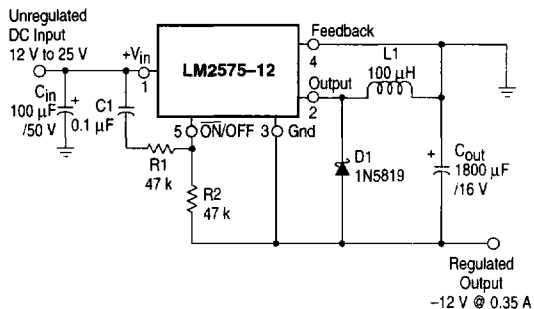 Unregulated
DC Input
12 V to 25 V
+Vin
1
LM2575–12
Feedback
4
L1
100 μH
Output
2
Cin
100 μF
/50 V
+
C1
0.1 μF
5
ON/OFF
3
Gnd
R1
47 k
R2
47 k
D1
1N5819
+
Cout
1800 μF
/16 V
Regulated
Output
–12 V @ 0.35 A